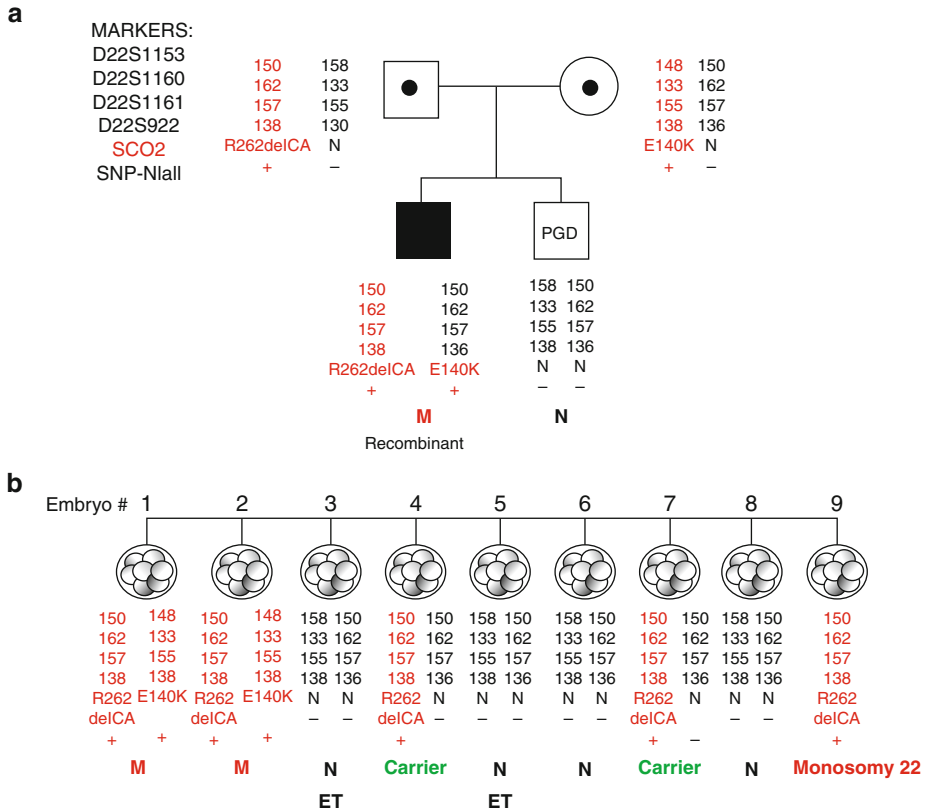 a
MARKERS:
D22S1153
D22S1160
D22S1161
D22S922
SCO2
SNP-NlaIII
150 158 148 150
162 133 133 162
157 155 155 157
138 130 138 136
R262delCA N E140K N
+ – + –
PGD
150 150 158 150
162 162 133 162
157 157 155 157
138 136 138 136
R262delCA E140K N N
+ + – –
M N
Recombinant
b
Embryo # 1 2 3 4 5 6 7 8 9
150 148 150 148 158 150 150 150 158 150 158 150 150 150 158 150 150
162 133 162 133 133 162 162 162 133 162 133 162 162 162 133 162 162
157 155 157 155 155 157 157 157 155 157 155 157 157 157 155 157 157
138 138 138 138 138 136 138 136 138 136 138 136 138 136 138 136 138
R262 E140K R262 E140K N N R262 N N N N N R262 N N N R262
delCA delCA – – delCA – – – – – delCA – – delCA
+ + + + + + – +
M M N Carrier N N Carrier N Monosomy 22
ET ET